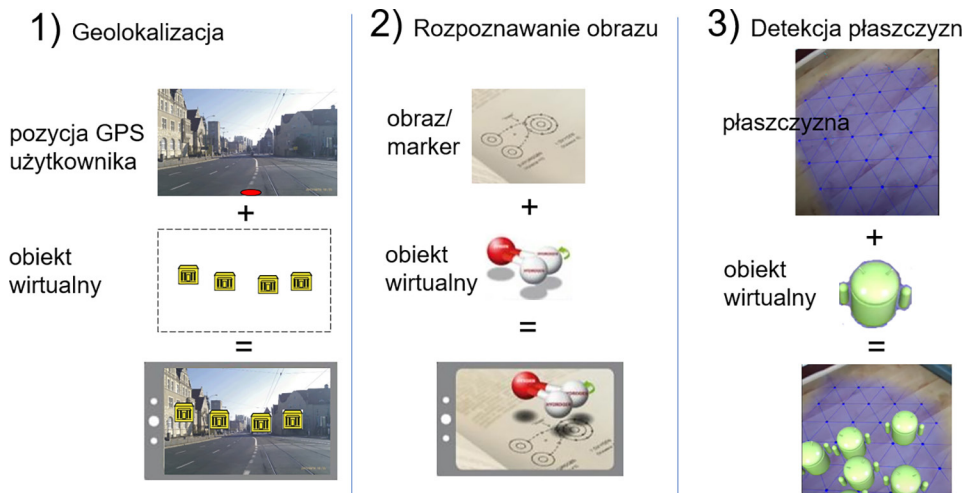 1) Geolokalizacja
pozycja GPS
użytkownika
+
obiekt
wirtualny
=
2) Rozpoznawanie obrazu
obraz/
marker
+
obiekt
wirtualny
=
3) Detekcja płaszczyzn
płaszczyzna
+
obiekt
wirtualny
=